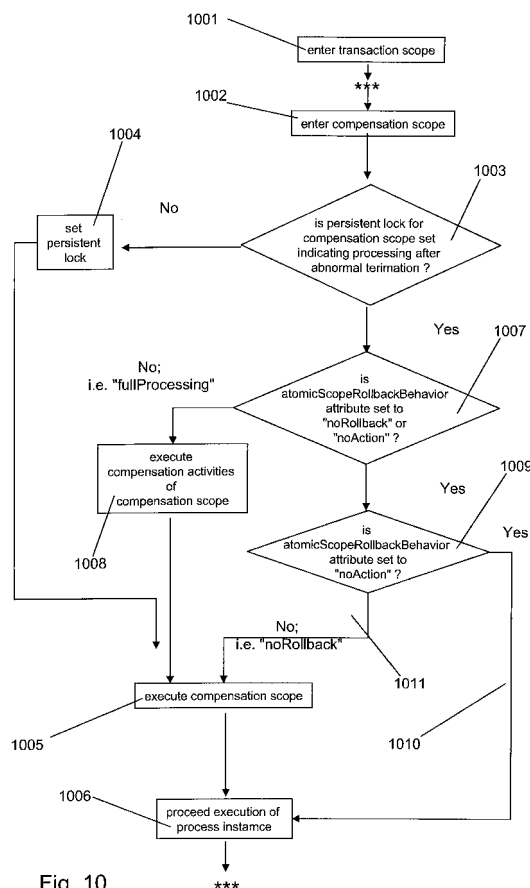 1001
enter transaction scope
***
1002
enter compensation scope
1004
1003
No
set
persistent
lock
is persistent lock for
compensation scope set
indicating processing after
abnormal terimation ?
Yes
1007
No;
i.e. "fullProcessing"
is
atomicScopeRollbackBehavior
attribute set to
"noRollback" or
"noAction" ?
1009
execute
compensation activities
of
compensation scope
Yes
Yes
is
atomicScopeRollbackBehavior
attribute set to
"noAction" ?
1008
No;
i.e. "noRollback"
1011
execute compensation scope
1005
1010
1006
proceed execution of
process instamce
Fig. 10
***